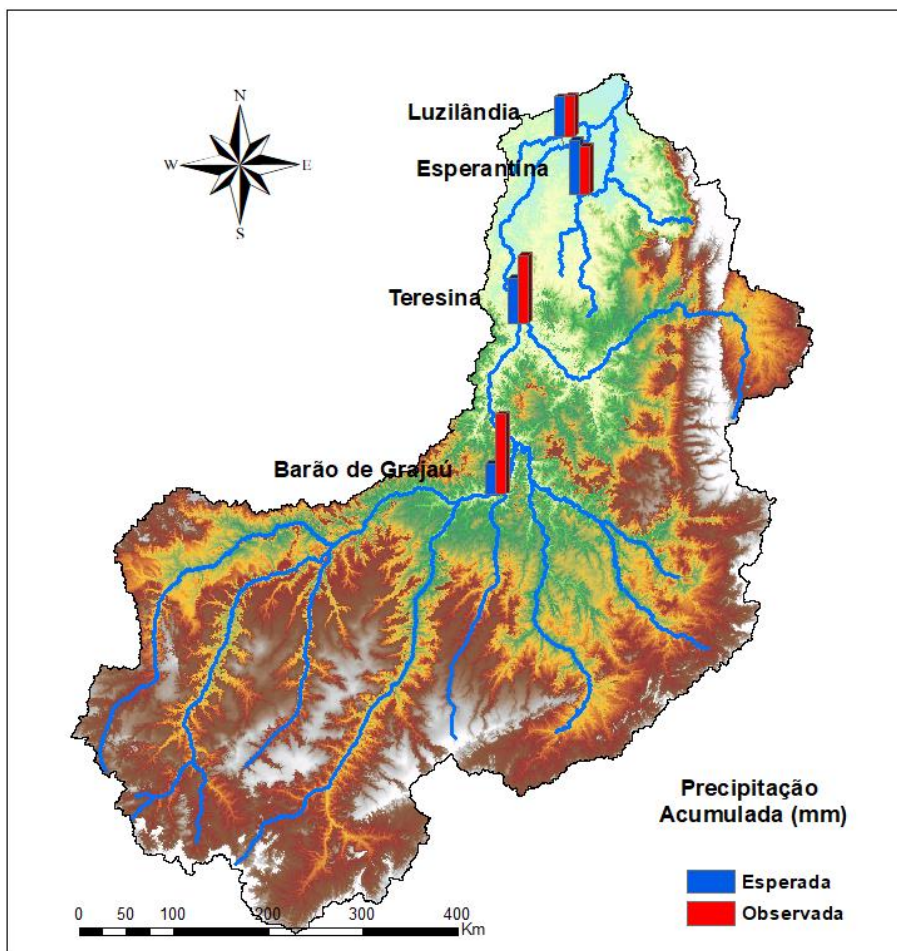 N
W
E
S
Luzilândia
Esperantina
Teresina
Barão de Grajaú
Precipitação
Acumulada (mm)
Esperada
Observada
0 50 100 200 300 400
Km